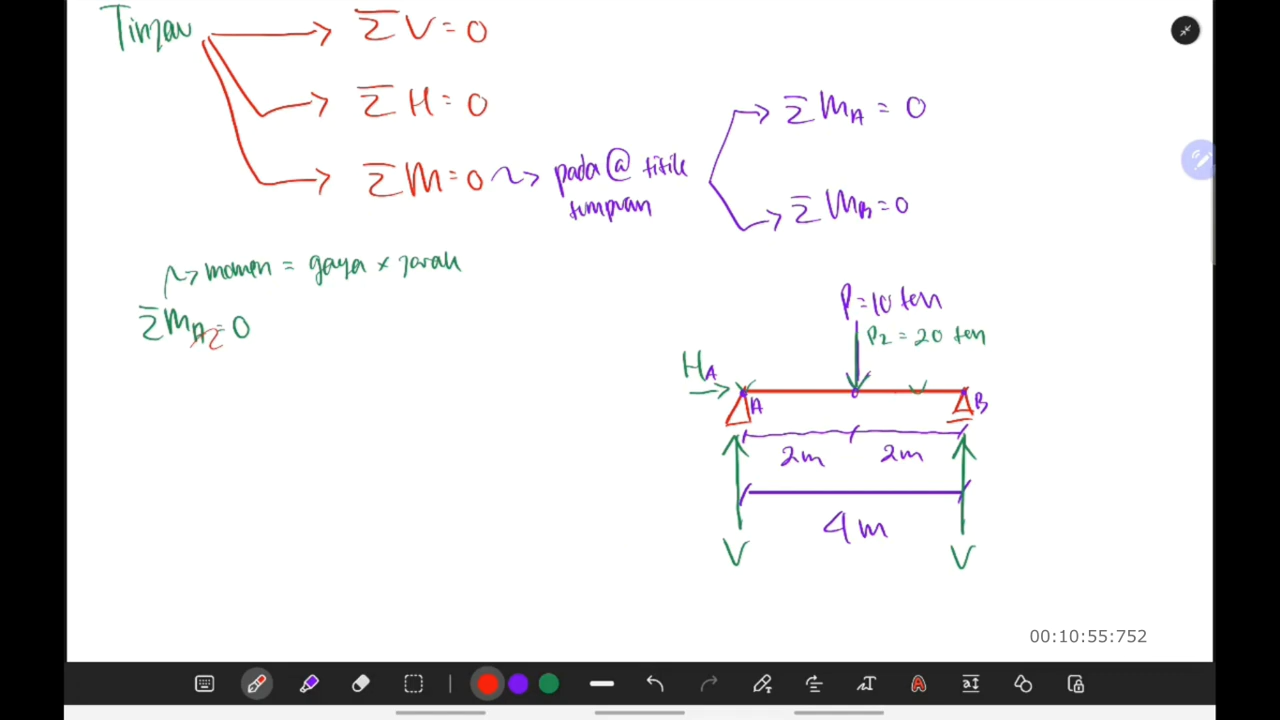 Tinjau
ΣV = 0
ΣH = 0
ΣM = 0 ~> pada @ titik
tumpuan
ΣMA = 0
ΣMB = 0
~> momen = gaya x jarak
ΣMA = 0
P = 10 ton
P2 = 20 ton
HA
A
B
2m
2m
4m
V
V
00:10:55:752